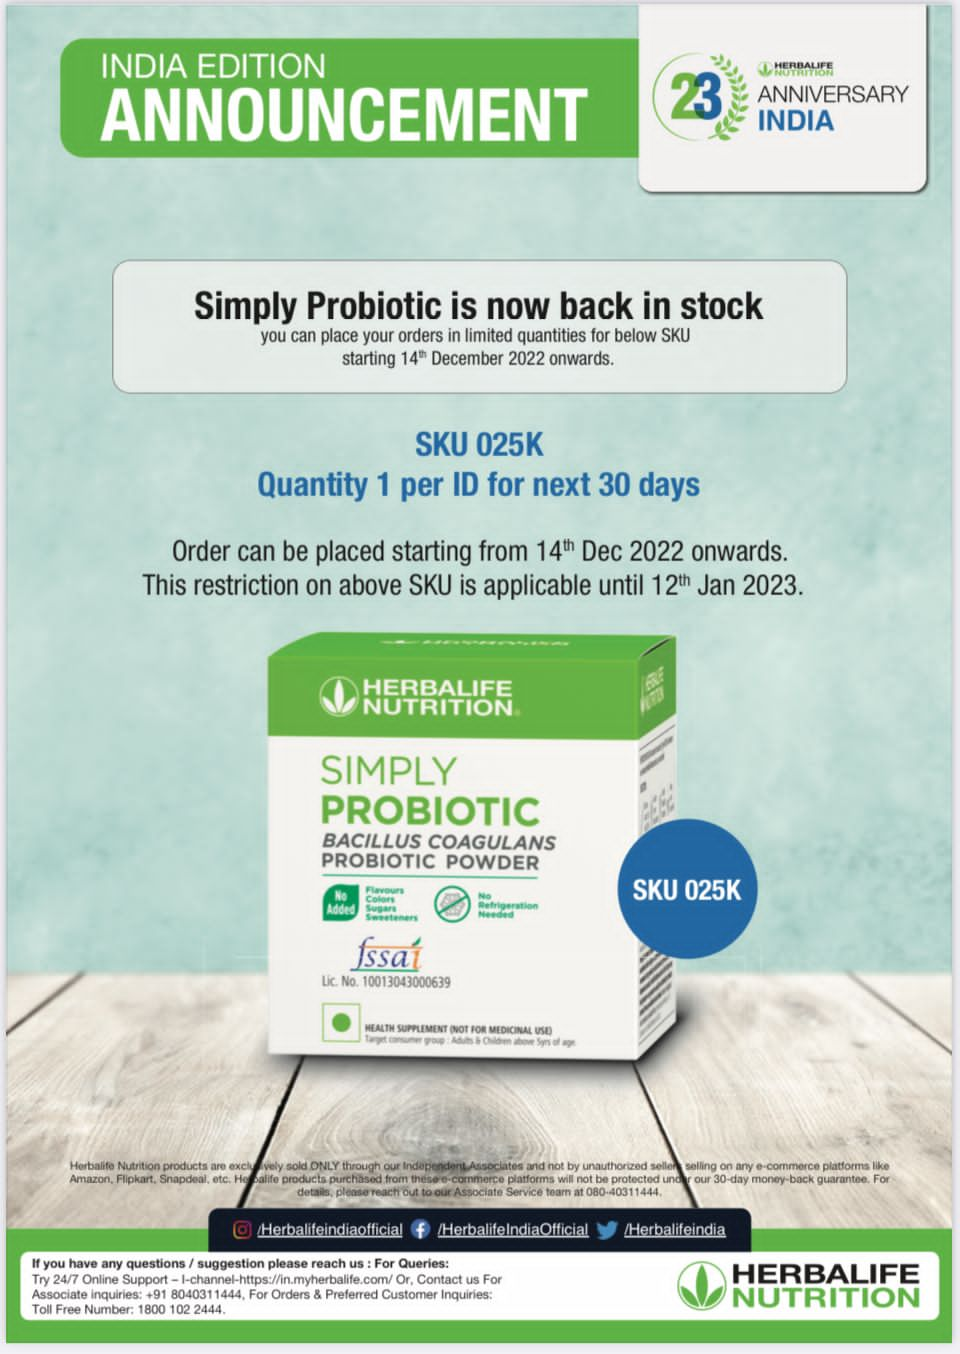 INDIA EDITION
ANNOUNCEMENT
23
HERBALIFE
NUTRITION
ANNIVERSARY
INDIA
Simply Probiotic is now back in stock
you can place your orders in limited quantities for below SKU
starting 14th December 2022 onwards.
SKU 025K
Quantity 1 per ID for next 30 days
Order can be placed starting from 14th Dec 2022 onwards.
This restriction on above SKU is applicable until 12th Jan 2023.
HERBALIFE
NUTRITION
HERBALIFE
NUTRITION
SIMPLY
PROBIOTIC
BACILLUS COAGULANS
PROBIOTIC POWDER
No
Added
Flavours
Colors
Sugars
Sweeteners
No
Refrigeration
Needed
SKU 025K
fssai
Lic. No. 10013043000639
HEALTH SUPPLEMENT (NOT FOR MEDICINAL USE)
Target consumer group : Adults & Children above 5yrs of age
Herbalife Nutrition products are exclusively sold ONLY through our Independent Associates and not by unauthorized sellers selling on any e-commerce platforms like
Amazon, Flipkart, Snapdeal, etc. Herbalife products purchased from these e-commerce platforms will not be protected under our 30-day money-back guarantee. For
details, please reach out to our Associate Service team at 080-40311444.
/Herbalifeindiaofficial /HerbalifeIndiaOfficial /Herbalifeindia
If you have any questions / suggestion please reach us : For Queries:
Try 24/7 Online Support – I-channel-https://in.myherbalife.com/ Or, Contact us For
Associate inquiries: +91 8040311444, For Orders & Preferred Customer Inquiries:
Toll Free Number: 1800 102 2444.
HERBALIFE
NUTRITION